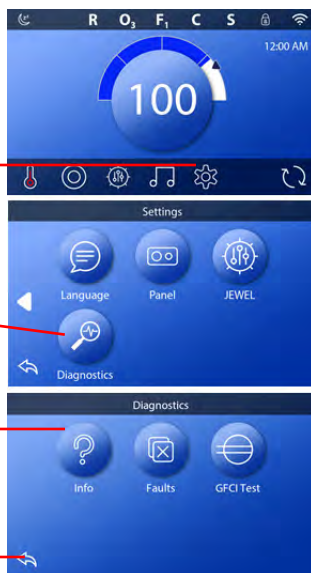 R O₃ F₁ C S
12:00 AM
100
Settings
Language Panel JEWEL
Diagnostics
Diagnostics
Info Faults GFCI Test